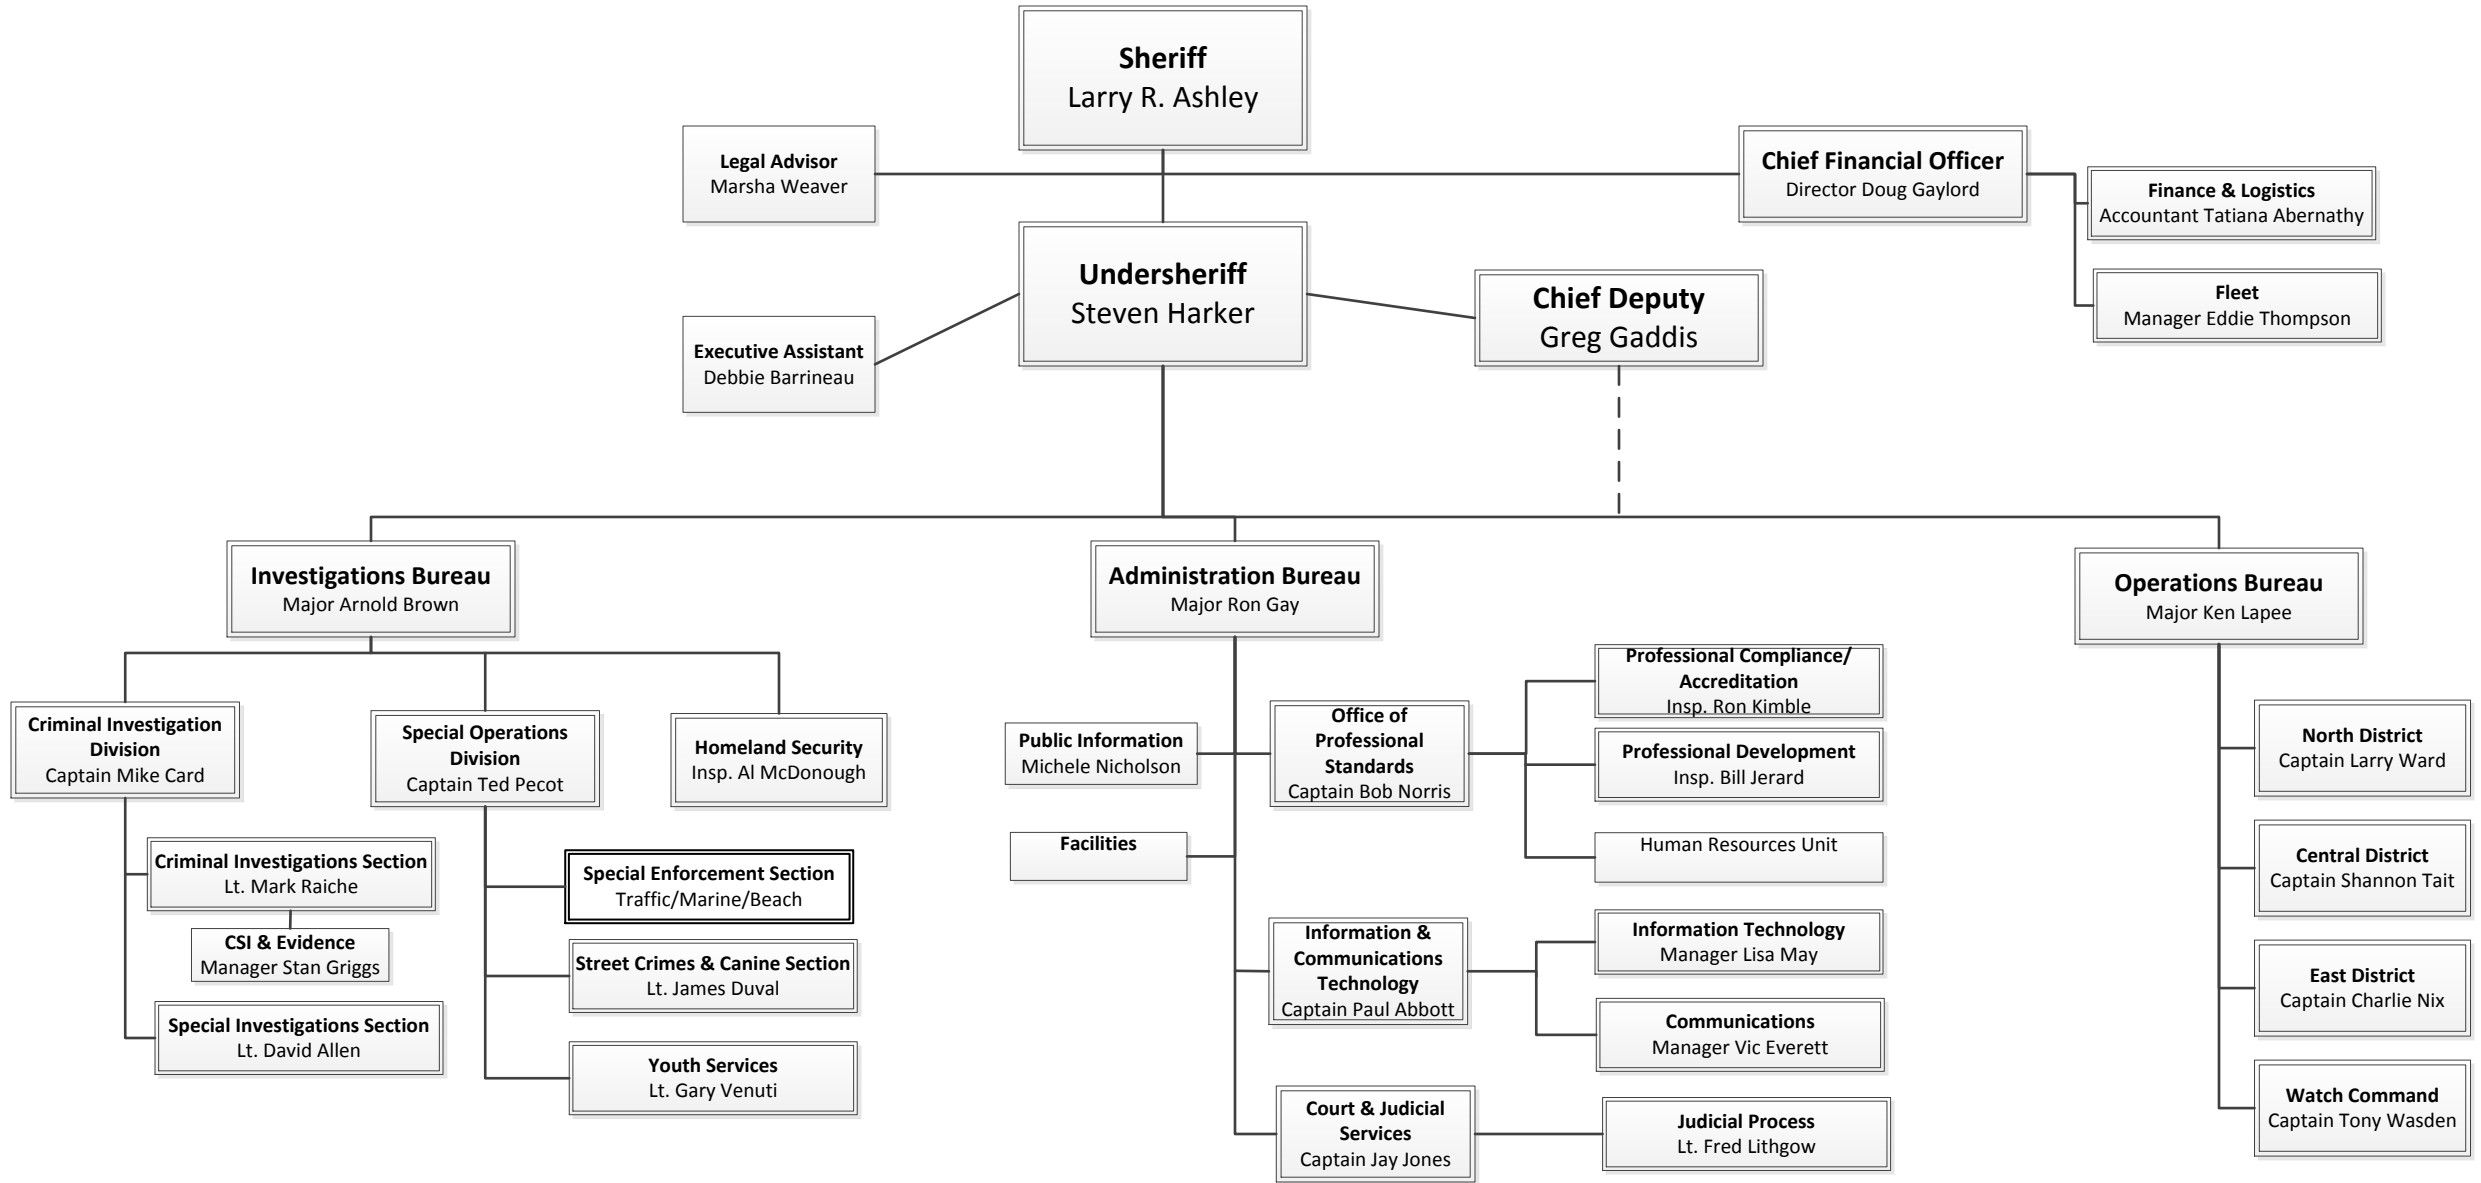 Sheriff
Larry R. Ashley
Legal Advisor
Marsha Weaver
Chief Financial Officer
Director Doug Gaylord
Finance & Logistics
Accountant Tatiana Abernathy
Fleet
Manager Eddie Thompson
Undersheriff
Steven Harker
Chief Deputy
Greg Gaddis
Executive Assistant
Debbie Barrineau
Investigations Bureau
Major Arnold Brown
Administration Bureau
Major Ron Gay
Operations Bureau
Major Ken Lapee
Criminal Investigation
Division
Captain Mike Card
Special Operations
Division
Captain Ted Pecot
Homeland Security
Insp. Al McDonough
Criminal Investigations Section
Lt. Mark Raiche
CSI & Evidence
Manager Stan Griggs
Special Investigations Section
Lt. David Allen
Special Enforcement Section
Traffic/Marine/Beach
Street Crimes & Canine Section
Lt. James Duval
Youth Services
Lt. Gary Venuti
Public Information
Michele Nicholson
Facilities
Office of
Professional
Standards
Captain Bob Norris
Professional Compliance/
Accreditation
Insp. Ron Kimble
Professional Development
Insp. Bill Jerard
Human Resources Unit
Information &
Communications
Technology
Captain Paul Abbott
Information Technology
Manager Lisa May
Communications
Manager Vic Everett
Court & Judicial
Services
Captain Jay Jones
Judicial Process
Lt. Fred Lithgow
North District
Captain Larry Ward
Central District
Captain Shannon Tait
East District
Captain Charlie Nix
Watch Command
Captain Tony Wasden